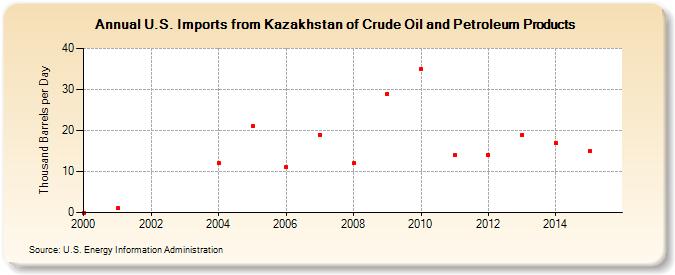 Annual U.S. Imports from Kazakhstan of Crude Oil and Petroleum Products
Thousand Barrels per Day
40
30
20
10
0
2000 2002 2004 2006 2008 2010 2012 2014
Source: U.S. Energy Information Administration